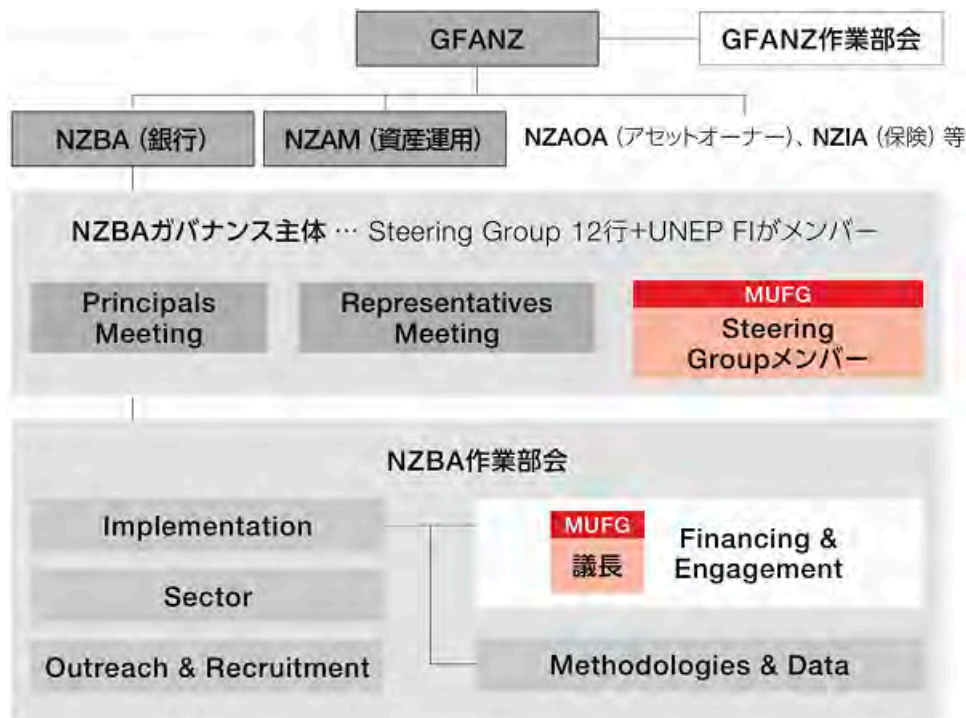 GFANZ
GFANZ作業部会
NZBA（銀行）
NZAM（資産運用）
NZAOA（アセットオーナー）、NZIA（保険）等
NZBAガバナンス主体 … Steering Group 12行+UNEP FIがメンバー
Principals
Meeting
Representatives
Meeting
MUFG
Steering
Groupメンバー
NZBA作業部会
Implementation
Sector
Outreach & Recruitment
MUFG
議長
Financing &
Engagement
Methodologies & Data